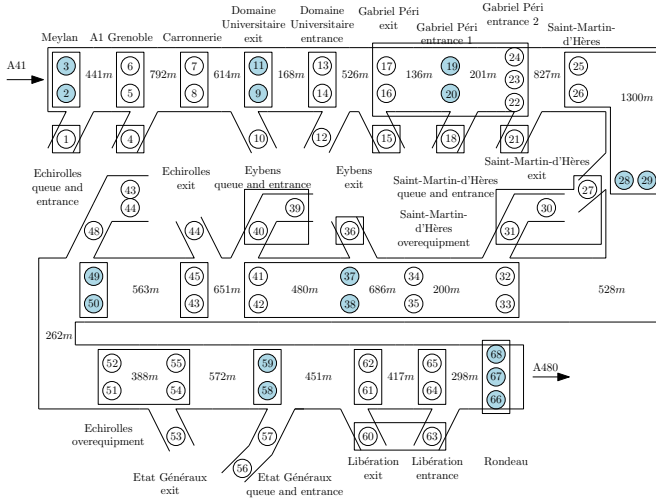 Domaine
Universitaire
exit
Domaine
Universitaire
entrance
Gabriel Péri
exit
Gabriel Péri
entrance 1
Gabriel Péri
entrance 2
Saint-Martin-
d'Hères
Meylan
A1 Grenoble
Carronnerie
A41
3
6
7
11
13
17
19
24
25
441m
792m
614m
168m
526m
136m
201m
23
827m
2
5
8
9
14
16
20
22
26
1300m
1
4
10
12
15
18
21
Echirolles
queue and
entrance
Echirolles
exit
Eybens
queue and entrance
Eybens
exit
Saint-Martin-d'Hères
queue and entrance
Saint-Martin-d'Hères
exit
28
29
27
43
44
39
30
Saint-Martin-
d'Hères
overequipment
48
44
40
36
31
49
45
41
37
34
32
563m
651m
480m
686m
200m
528m
50
43
42
38
35
33
262m
52
55
59
62
65
68
A480
388m
572m
451m
417m
298m
67
51
54
58
61
64
66
53
57
60
63
56
Echirolles
overequipment
Etat Généraux
exit
Etat Généraux
queue and entrance
Libération
exit
Libération
entrance
Rondeau